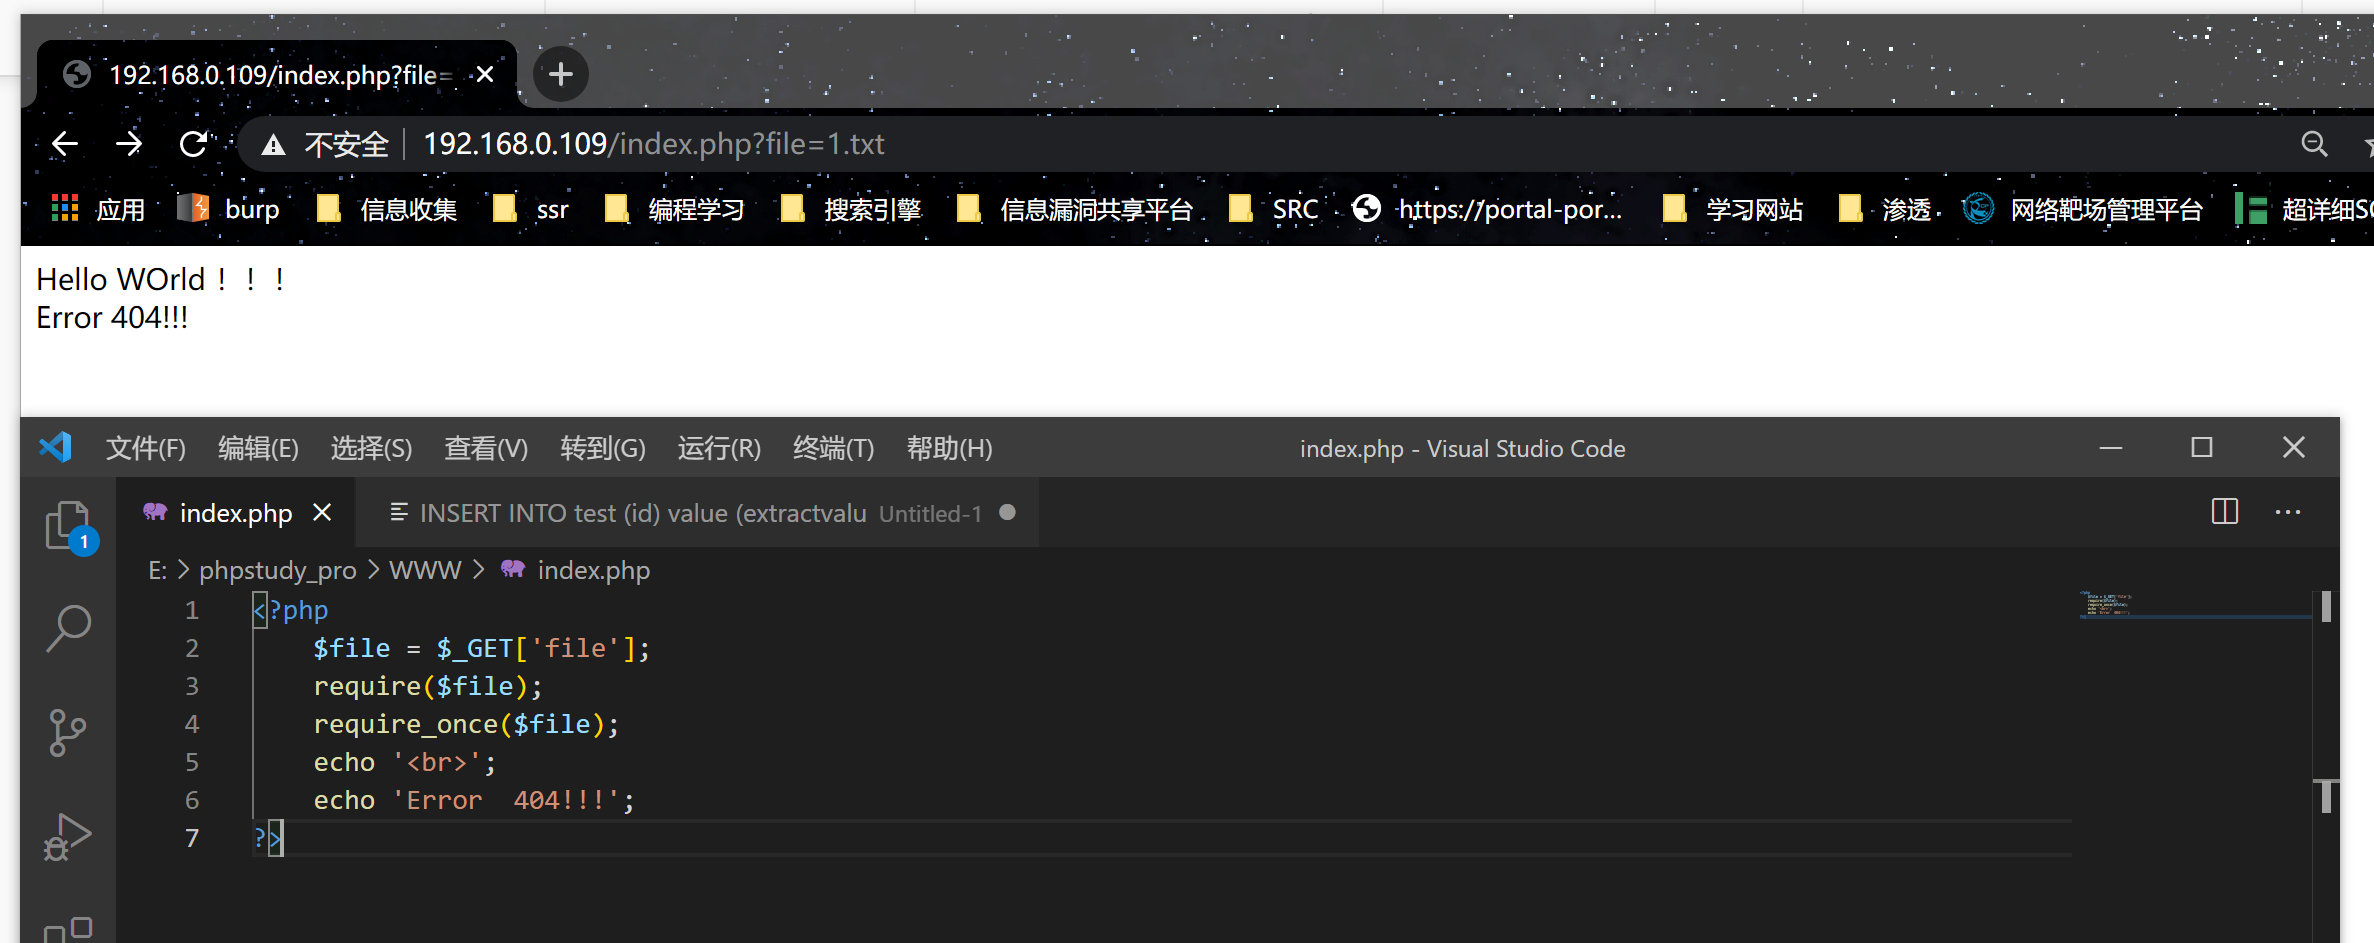 192.168.0.109/index.php?file=
不安全 192.168.0.109/index.php?file=1.txt
应用 burp 信息收集 ssr 编程学习 搜索引擎 信息漏洞共享平台 SRC https://portal-por... 学习网站 渗透 网络靶场管理平台 超详细SC
Hello WOrld！！！
Error 404!!!
文件(F) 编辑(E) 选择(S) 查看(V) 转到(G) 运行(R) 终端(T) 帮助(H) index.php - Visual Studio Code
index.php INSERT INTO test (id) value (extractvalu Untitled-1
1
E: > phpstudy_pro > WWW > index.php
1 <?php
2 $file = $_GET['file'];
3 require($file);
4 require_once($file);
5 echo '<br>';
6 echo 'Error  404!!!';
7 ?>